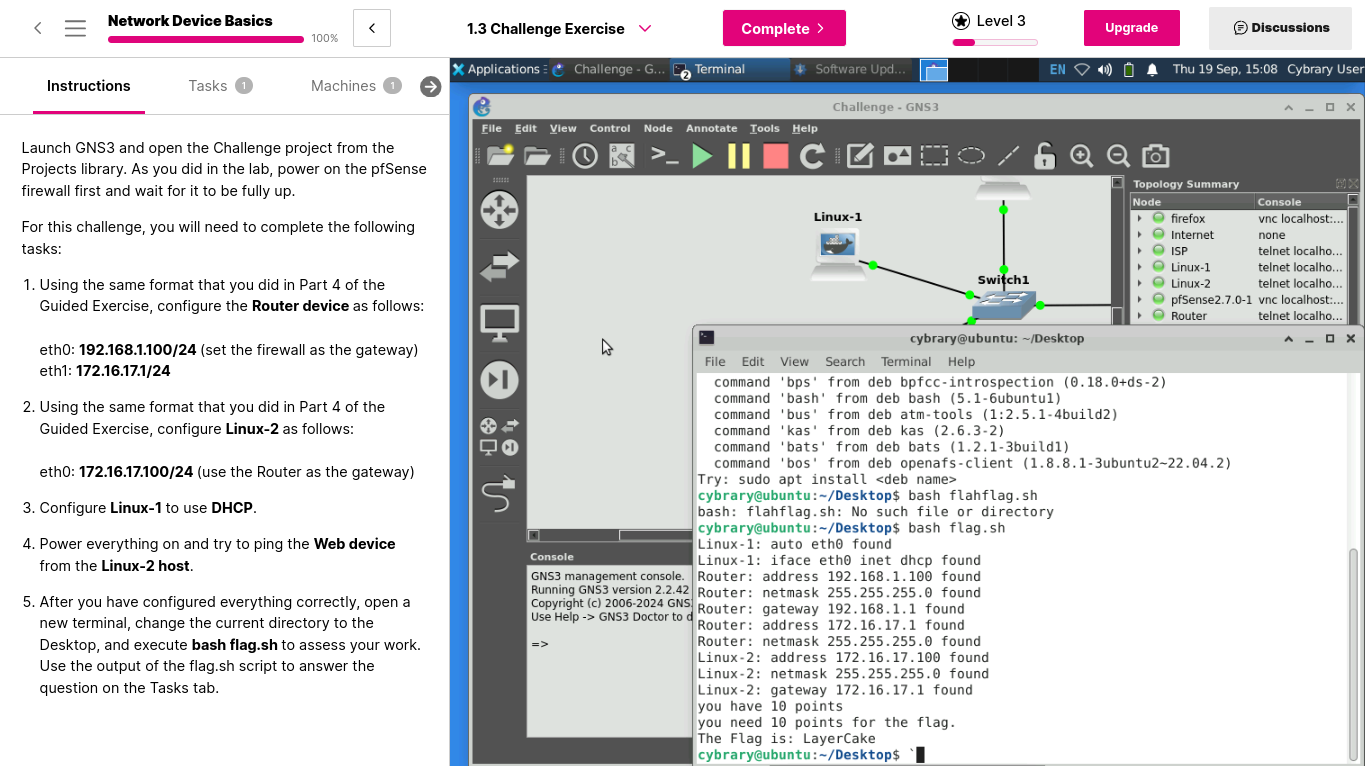 Network Device Basics
100%
1.3 Challenge Exercise
Complete
Level 3
Upgrade
Discussions
Instructions
Tasks 1
Machines 1
Launch GNS3 and open the Challenge project from the
Projects library. As you did in the lab, power on the pfSense
firewall first and wait for it to be fully up.
For this challenge, you will need to complete the following
tasks:
1. Using the same format that you did in Part 4 of the
Guided Exercise, configure the Router device as follows:
eth0: 192.168.1.100/24 (set the firewall as the gateway)
eth1: 172.16.17.1/24
2. Using the same format that you did in Part 4 of the
Guided Exercise, configure Linux-2 as follows:
eth0: 172.16.17.100/24 (use the Router as the gateway)
3. Configure Linux-1 to use DHCP.
4. Power everything on and try to ping the Web device
from the Linux-2 host.
5. After you have configured everything correctly, open a
new terminal, change the current directory to the
Desktop, and execute bash flag.sh to assess your work.
Use the output of the flag.sh script to answer the
question on the Tasks tab.
Applications
Challenge - G...
2
Terminal
Software Upd...
EN
Thu 19 Sep, 15:08
Cybrary User
Challenge - GNS3
File Edit View Control Node Annotate Tools Help
Linux-1
Switch1
Topology Summary
Node Console
firefox vnc localhost:...
Internet none
ISP telnet localho...
Linux-1 telnet localho...
Linux-2 telnet localho...
pfSense2.7.0-1 vnc localhost:...
Router telnet localho...
Console
GNS3 management console.
Running GNS3 version 2.2.42
Copyright (c) 2006-2024 GNS
Use Help -> GNS3 Doctor to d
=>
cybrary@ubuntu: ~/Desktop
File Edit View Search Terminal Help
command 'bps' from deb bpfcc-introspection (0.18.0+ds-2)
command 'bash' from deb bash (5.1-6ubuntu1)
command 'bus' from deb atm-tools (1:2.5.1-4build2)
command 'kas' from deb kas (2.6.3-2)
command 'bats' from deb bats (1.2.1-3build1)
command 'bos' from deb openafs-client (1.8.8.1-3ubuntu2~22.04.2)
Try: sudo apt install <deb name>
cybrary@ubuntu:~/Desktop$ bash flahflag.sh
bash: flahflag.sh: No such file or directory
cybrary@ubuntu:~/Desktop$ bash flag.sh
Linux-1: auto eth0 found
Linux-1: iface eth0 inet dhcp found
Router: address 192.168.1.100 found
Router: netmask 255.255.255.0 found
Router: gateway 192.168.1.1 found
Router: address 172.16.17.1 found
Router: netmask 255.255.255.0 found
Linux-2: address 172.16.17.100 found
Linux-2: netmask 255.255.255.0 found
Linux-2: gateway 172.16.17.1 found
you have 10 points
you need 10 points for the flag.
The Flag is: LayerCake
cybrary@ubuntu:~/Desktop$ `